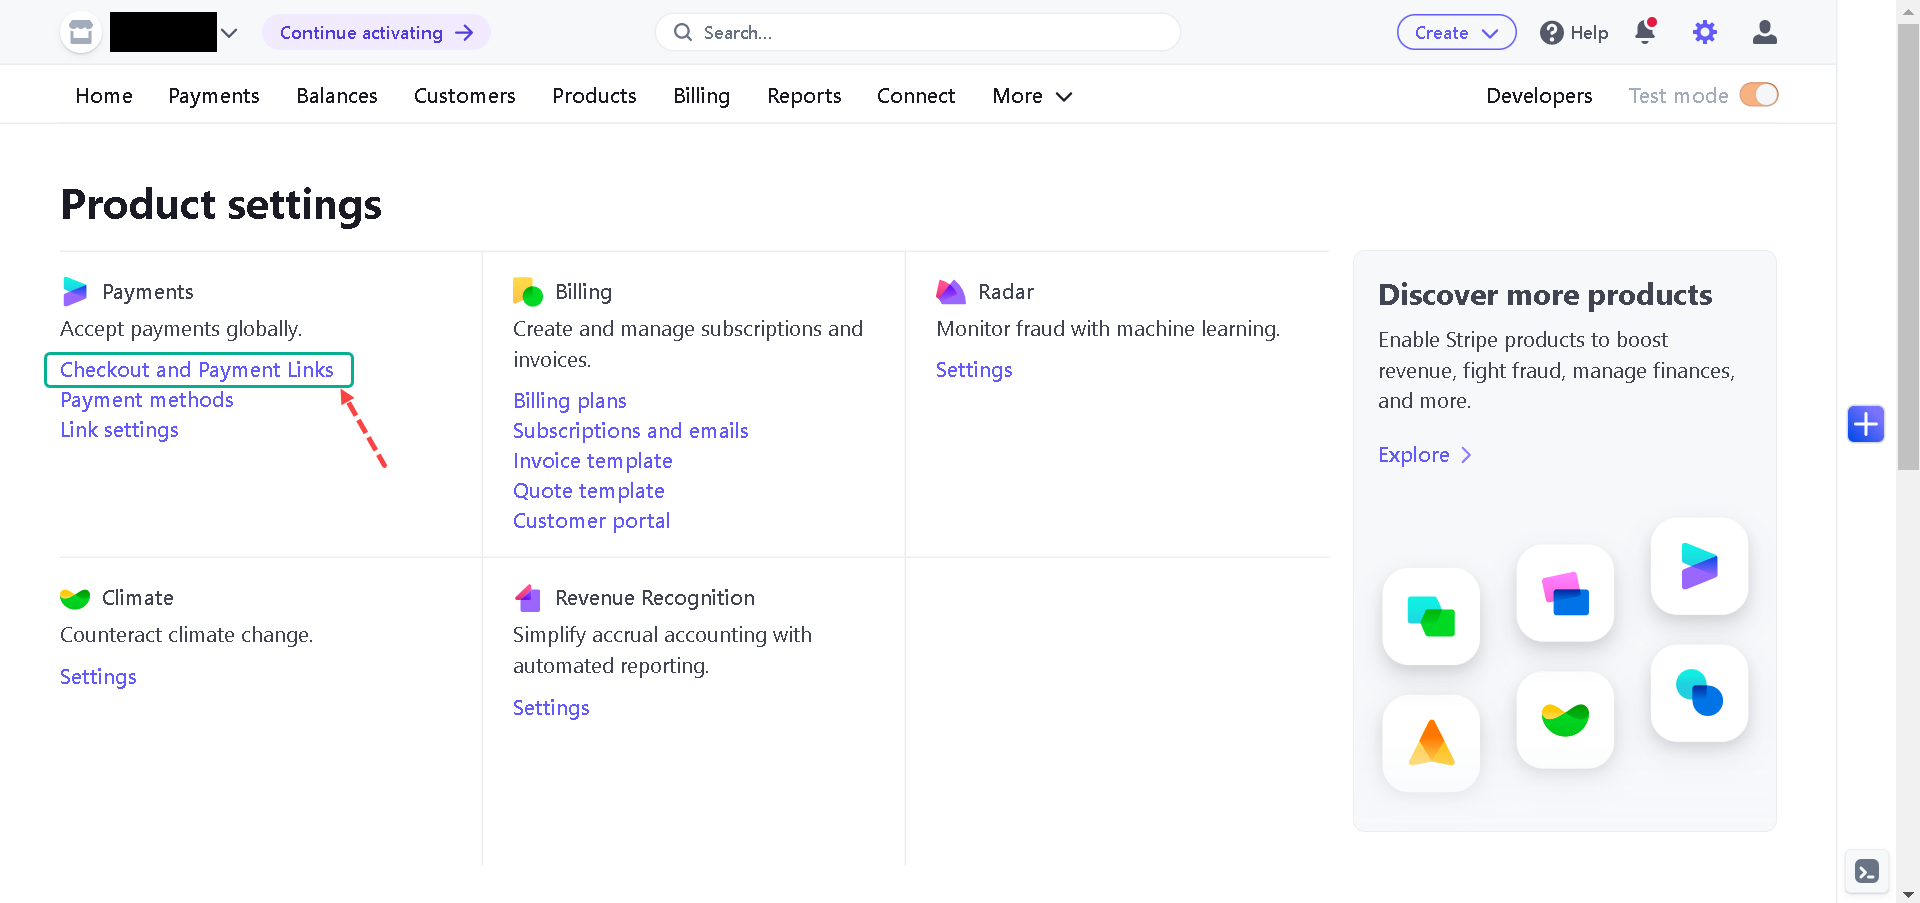 Continue activating
Search...
Create
Help
Home Payments Balances Customers Products Billing Reports Connect More
Developers Test mode
Product settings
Payments
Accept payments globally.
Checkout and Payment Links
Payment methods
Link settings
Billing
Create and manage subscriptions and
invoices.
Billing plans
Subscriptions and emails
Invoice template
Quote template
Customer portal
Radar
Monitor fraud with machine learning.
Settings
Climate
Counteract climate change.
Settings
Revenue Recognition
Simplify accrual accounting with
automated reporting.
Settings
Discover more products
Enable Stripe products to boost
revenue, fight fraud, manage finances,
and more.
Explore